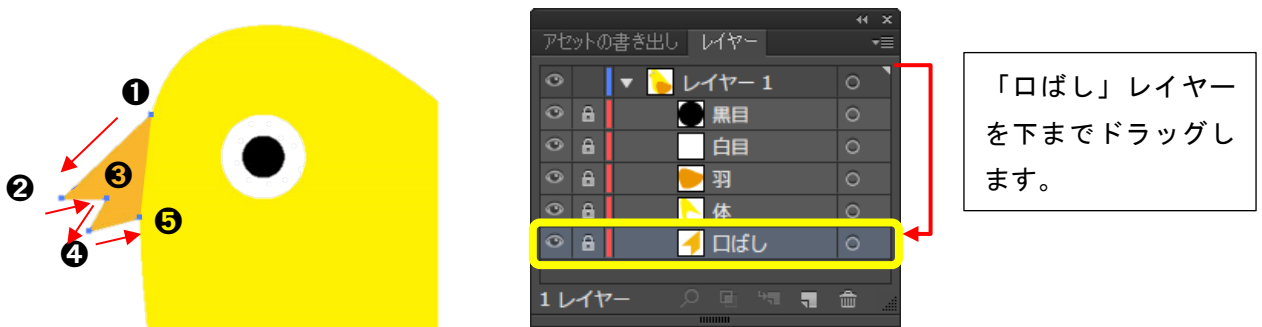 ❶
❷
❸
❹
❺
アセットの書き出し レイヤー
レイヤー 1
黒目
白目
羽
体
口ばし
1 レイヤー
「口ばし」レイヤー
を下までドラッグし
ます。